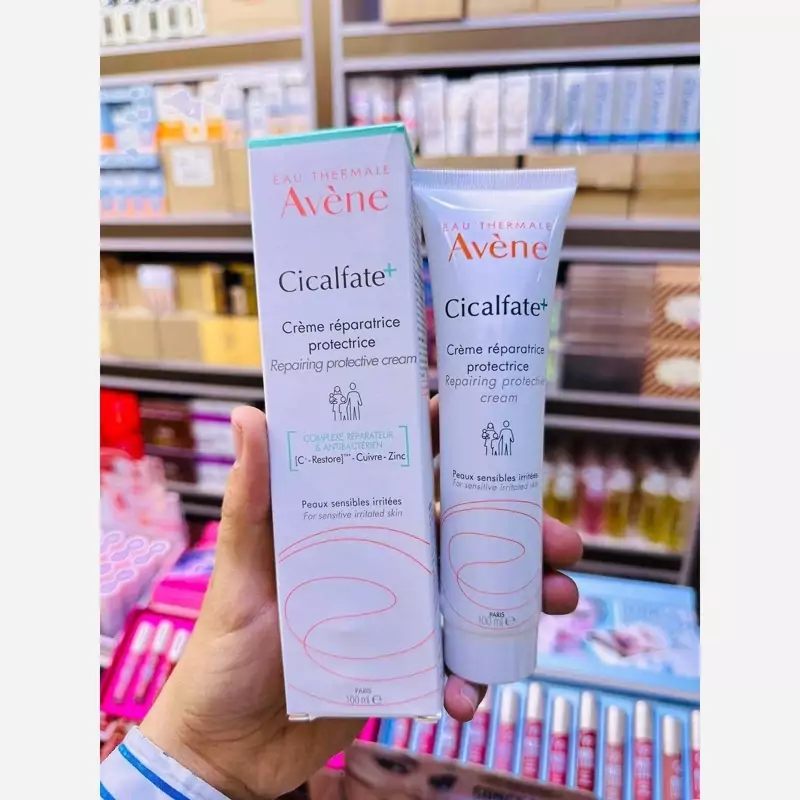 EAU THERMALE
Avène
Cicalfate+
Crème réparatrice
protectrice
Repairing protective cream
COMPLEXE RÉPARATEUR
& ANTIBACTÉRIEN
[C+-Restore]™-Cuivre-Zinc
Peaux sensibles irritées
For sensitive irritated skin
PARIS
100 ml e
EAU THERMALE
Avène
Cicalfate+
Crème réparatrice
protectrice
Repairing protective
cream
Peaux sensibles irritées
For sensitive irritated skin
PARIS
100 ml e